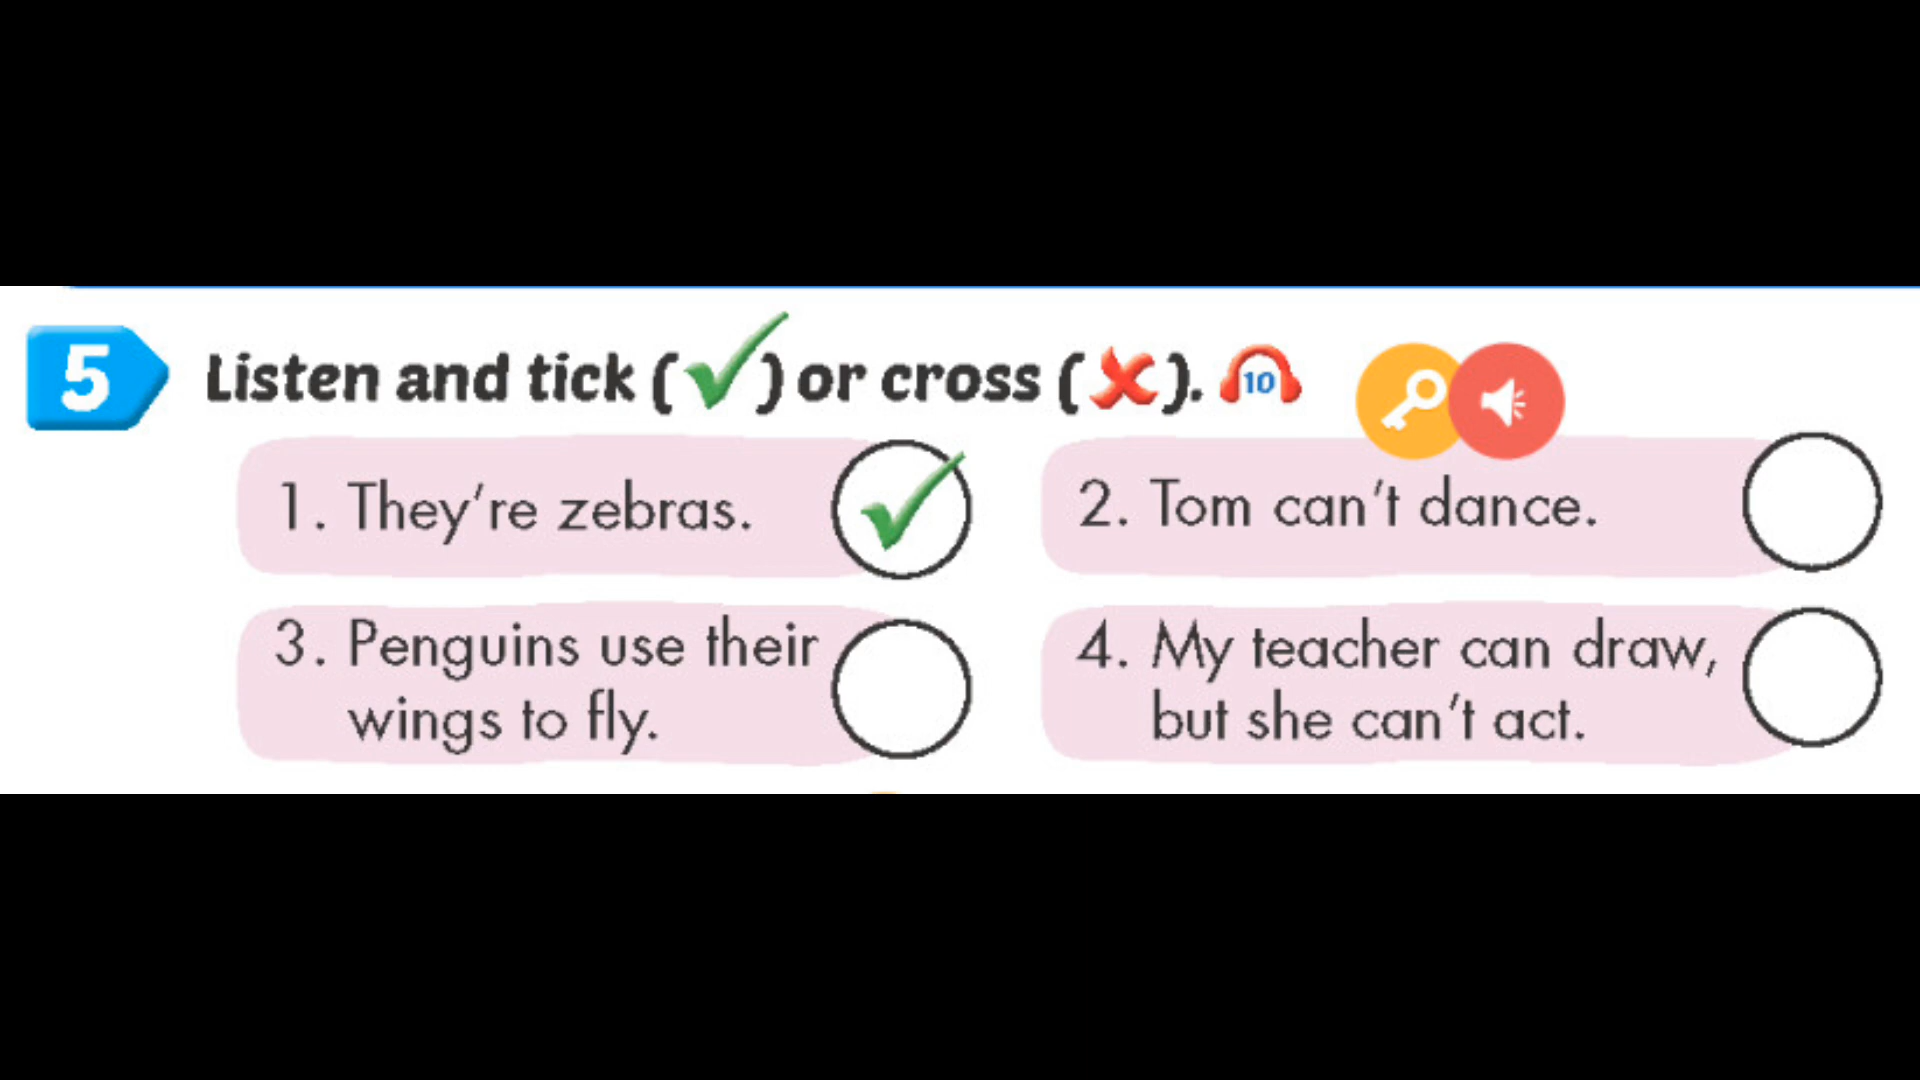 5 Listen and tick (✓) or cross (✗). 10
1. They're zebras. ✓
2. Tom can't dance.
3. Penguins use their
wings to fly.
4. My teacher can draw,
but she can't act.